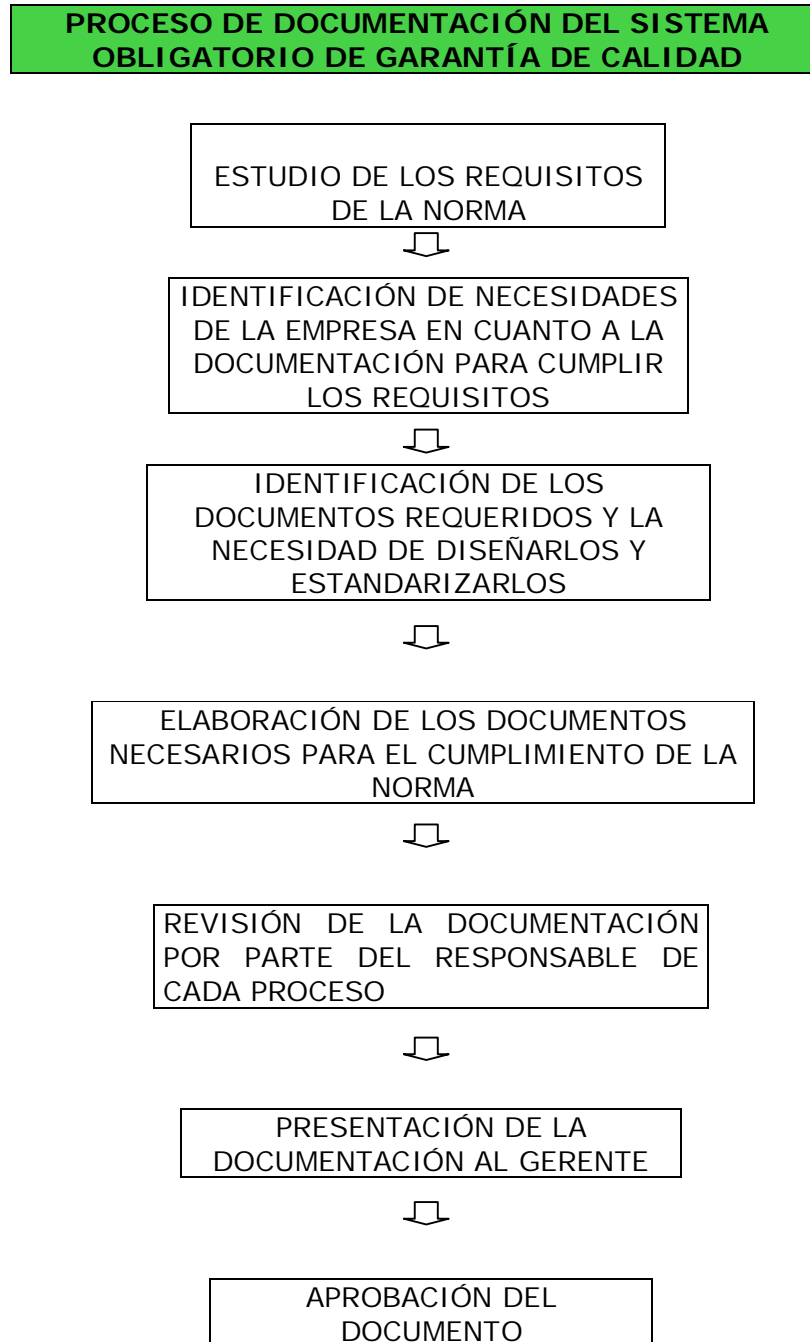 PROCESO DE DOCUMENTACIÓN DEL SISTEMA
OBLIGATORIO DE GARANTÍA DE CALIDAD
ESTUDIO DE LOS REQUISITOS
DE LA NORMA
IDENTIFICACIÓN DE NECESIDADES
DE LA EMPRESA EN CUANTO A LA
DOCUMENTACIÓN PARA CUMPLIR
LOS REQUISITOS
IDENTIFICACIÓN DE LOS
DOCUMENTOS REQUERIDOS Y LA
NECESIDAD DE DISEÑARLOS Y
ESTANDARIZARLOS
ELABORACIÓN DE LOS DOCUMENTOS
NECESARIOS PARA EL CUMPLIMIENTO DE LA
NORMA
REVISIÓN DE LA DOCUMENTACIÓN
POR PARTE DEL RESPONSABLE DE
CADA PROCESO
PRESENTACIÓN DE LA
DOCUMENTACIÓN AL GERENTE
APROBACIÓN DEL
DOCUMENTO